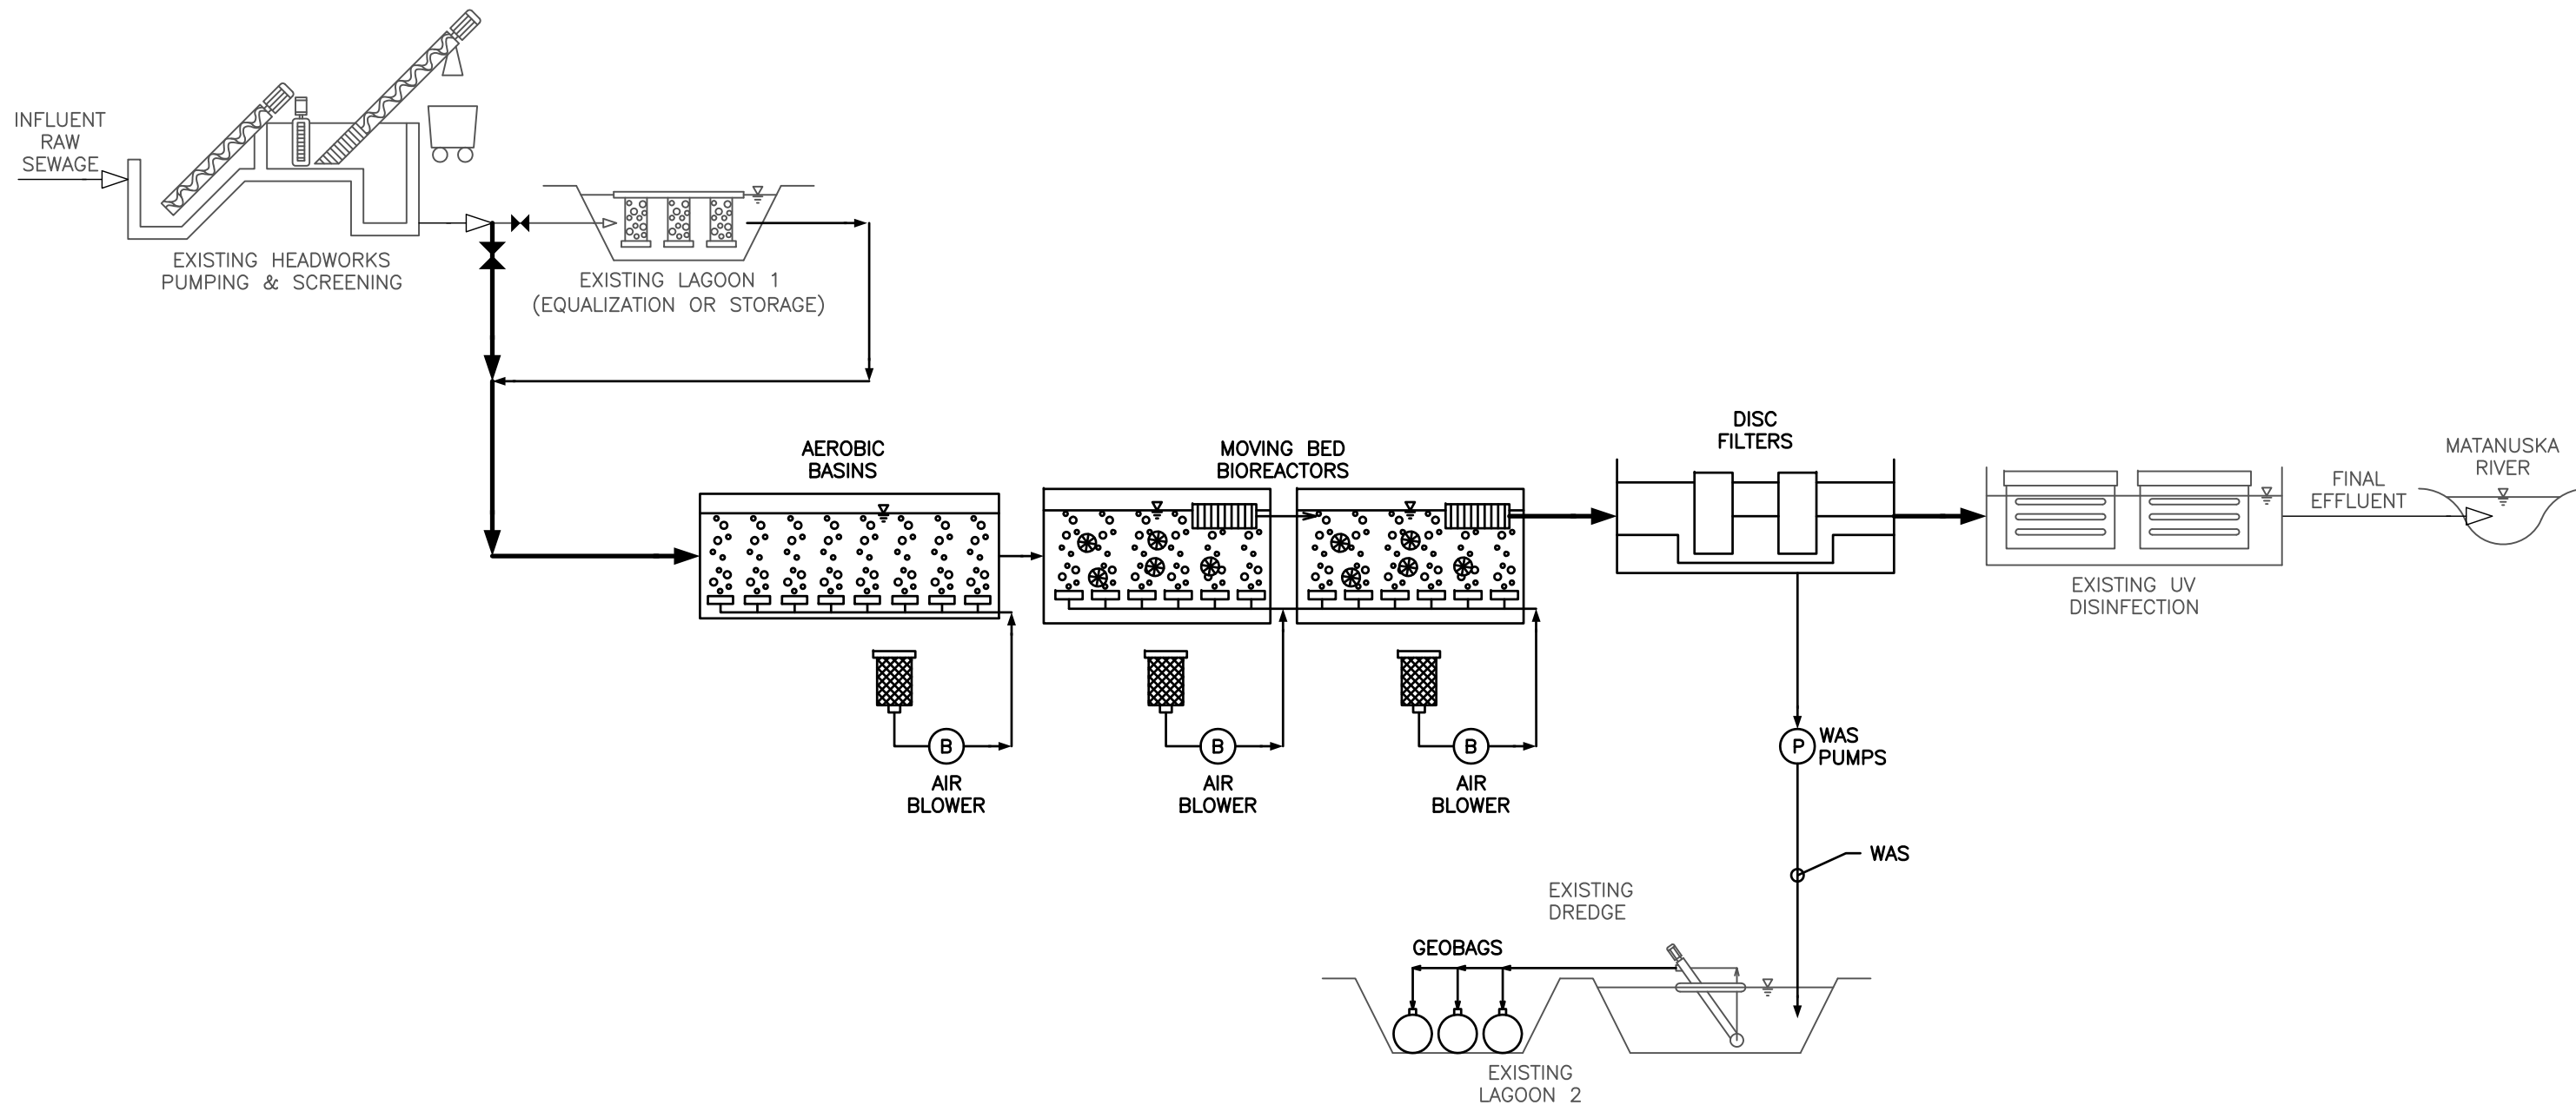 INFLUENT
RAW
SEWAGE
EXISTING HEADWORKS
PUMPING & SCREENING
EXISTING LAGOON 1
(EQUALIZATION OR STORAGE)
AEROBIC
BASINS
MOVING BED
BIOREACTORS
DISC
FILTERS
MATANUSKA
RIVER
FINAL
EFFLUENT
EXISTING UV
DISINFECTION
B
AIR
BLOWER
B
AIR
BLOWER
B
AIR
BLOWER
P
WAS
PUMPS
WAS
EXISTING
DREDGE
GEOBAGS
EXISTING
LAGOON 2